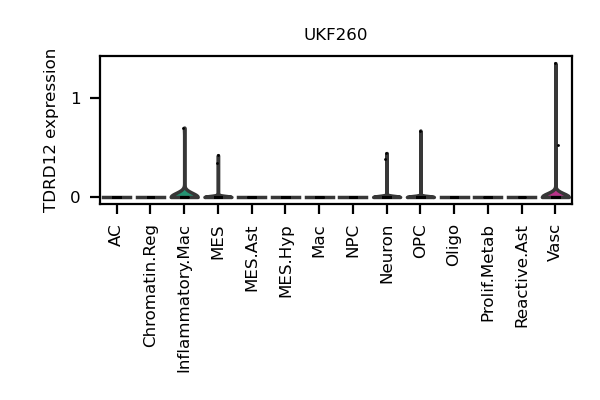 UKF260
TDRD12 expression
1
0
AC
Chromatin.Reg
Inflammatory.Mac
MES
MES.Ast
MES.Hyp
Mac
NPC
Neuron
OPC
Oligo
Prolif.Metab
Reactive.Ast
Vasc